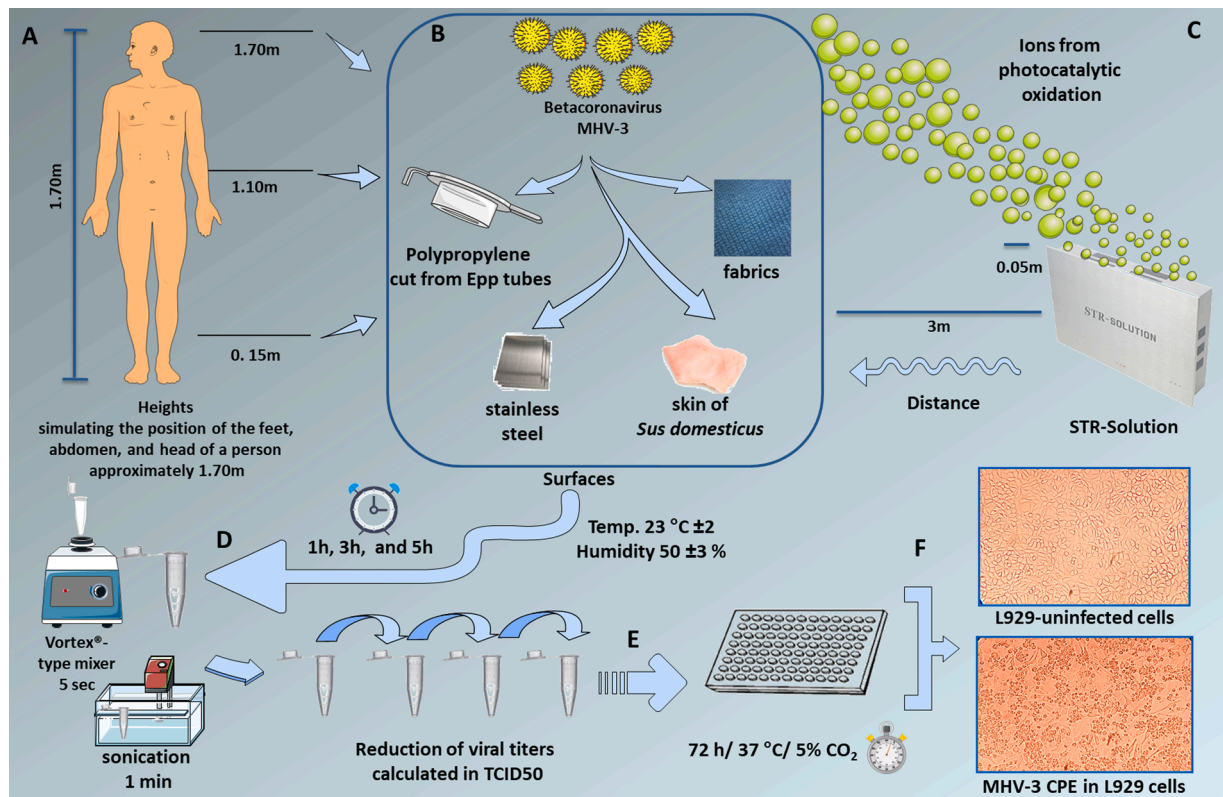 A
1.70m
1.70m
1.10m
0. 15m
Heights
simulating the position of the feet,
abdomen, and head of a person
approximately 1.70m
B
Betacoronavirus
MHV-3
Polypropylene
cut from Epp tubes
fabrics
stainless
steel
skin of
Sus domesticus
Surfaces
C
Ions from
photocatalytic
oxidation
0.05m
3m
STR-SOLUTION
Distance
STR-Solution
D
1h, 3h, and 5h
Temp. 23 °C ±2
Humidity 50 ±3 %
Vortex®-
type mixer
5 sec
sonication
1 min
Reduction of viral titers
calculated in TCID50
E
72 h/ 37 °C/ 5% CO₂
F
L929-uninfected cells
MHV-3 CPE in L929 cells